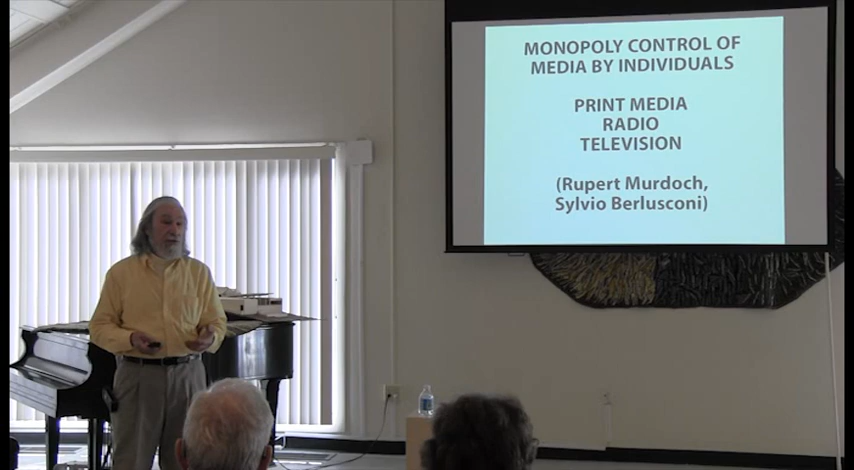 MONOPOLY CONTROL OF
MEDIA BY INDIVIDUALS
PRINT MEDIA
RADIO
TELEVISION
(Rupert Murdoch,
Sylvio Berlusconi)